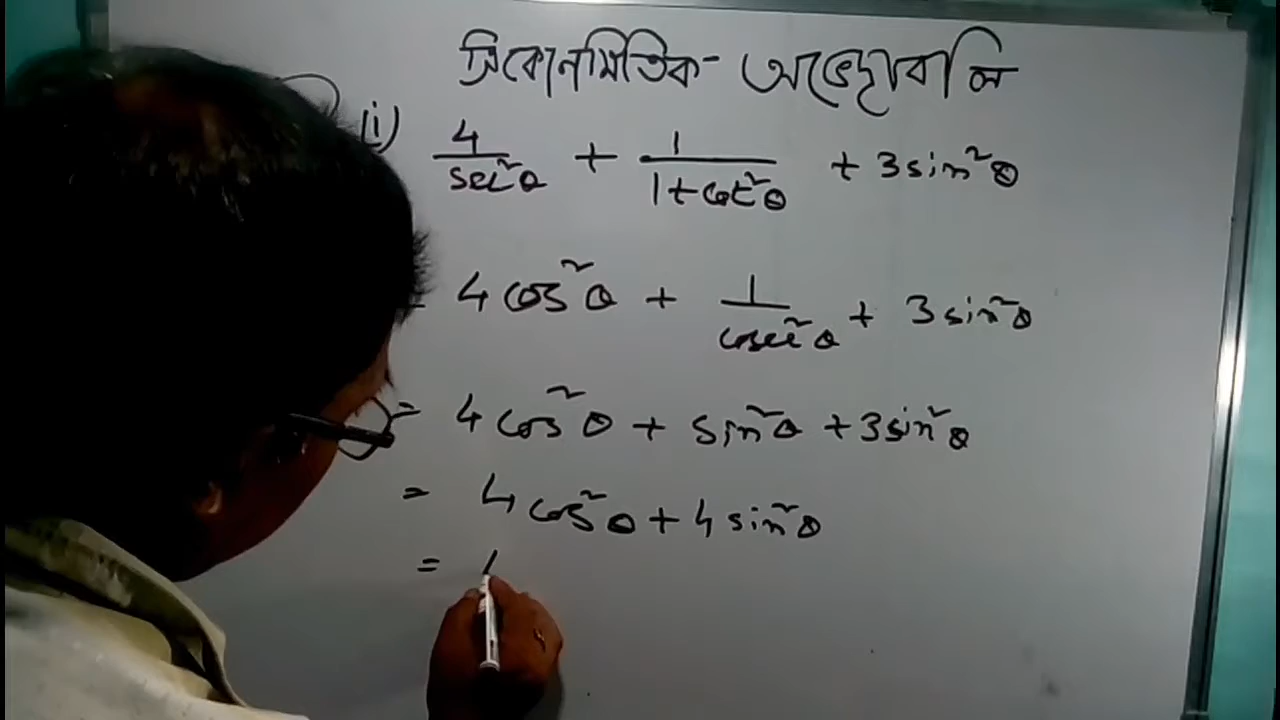 ত্রিকোনমিতিক অভেদাবলি
(i) 4/sec²θ + 1/1+cot²θ + 3sin²θ
= 4cos²θ + 1/cosec²θ + 3sin²θ
= 4cos²θ + sin²θ + 3sin²θ
= 4cos²θ + 4sin²θ
=